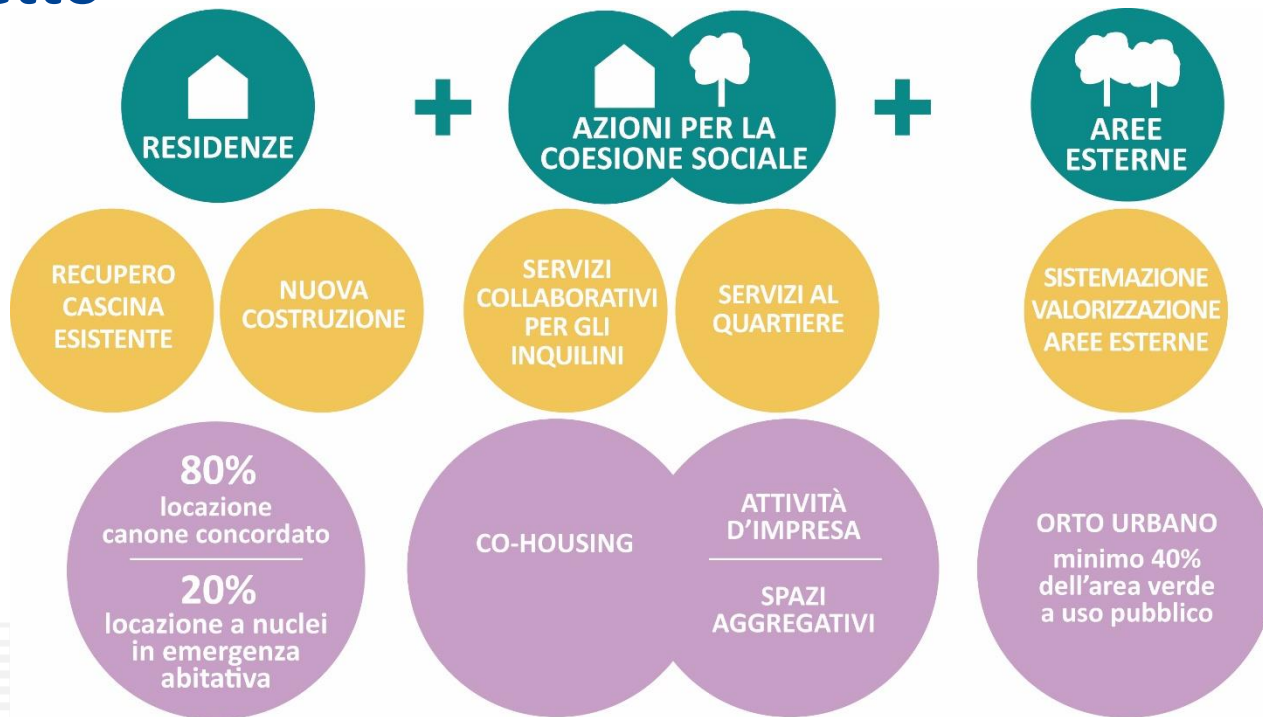 RESIDENZE
+
AZIONI PER LA
COESIONE SOCIALE
+
AREE
ESTERNE
RECUPERO
CASCINA
ESISTENTE
NUOVA
COSTRUZIONE
SERVIZI
COLLABORATIVI
PER GLI
INQUILINI
SERVIZI AL
QUARTIERE
SISTEMAZIONE
VALORIZZAZIONE
AREE ESTERNE
80%
locazione
canone concordato
20%
locazione a nuclei
in emergenza
abitativa
CO-HOUSING
ATTIVITÀ
D'IMPRESA
SPAZI
AGGREGATIVI
ORTO URBANO
minimo 40%
dell'area verde
a uso pubblico